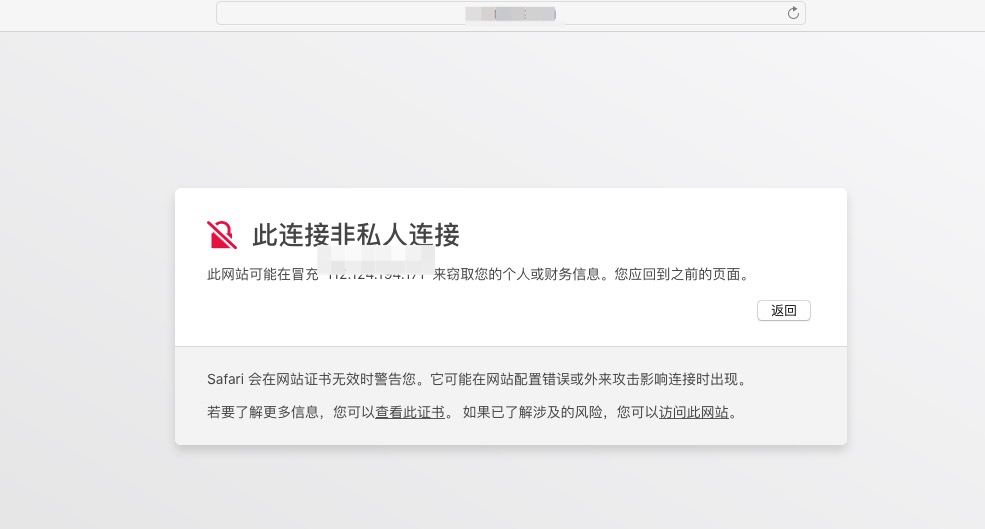 此连接非私人连接
此网站可能在冒充 来窃取您的个人或财务信息。您应回到之前的页面。
返回
Safari 会在网站证书无效时警告您。它可能在网站配置错误或外来攻击影响连接时出现。
若要了解更多信息，您可以查看此证书。 如果已了解涉及的风险，您可以访问此网站。